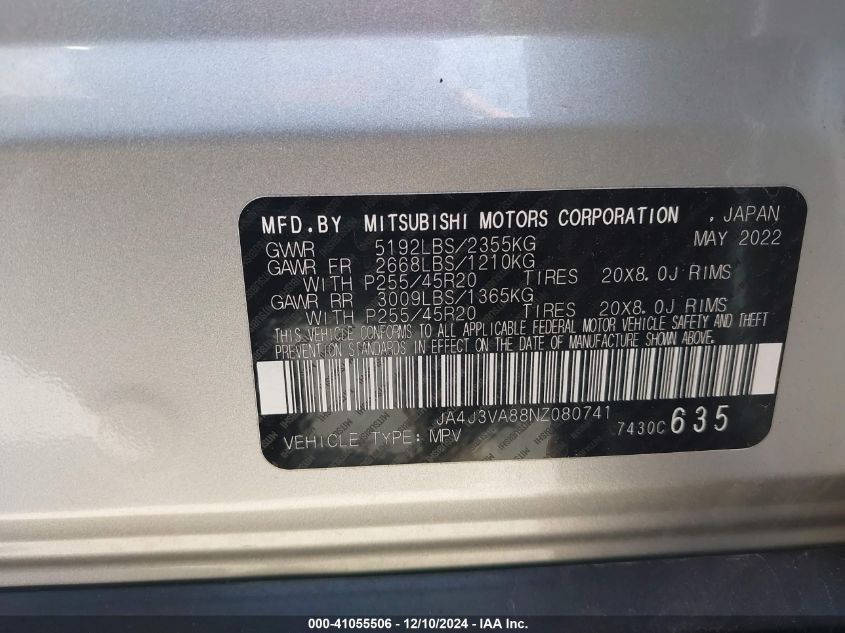 MFD.BY MITSUBISHI MOTORS CORPORATION , JAPAN
GVWR 5192LBS/2355KG MAY 2022
GAWR FR 2668LBS/1210KG
WITH P255/45R20 TIRES 20X8.0J RIMS
GAWR RR 3009LBS/1365KG
WITH P255/45R20 TIRES 20X8.0J RIMS
THIS VEHICLE CONFORMS TO ALL APPLICABLE FEDERAL MOTOR VEHICLE SAFETY AND THEFT
PREVENTION STANDARDS IN EFFECT ON THE DATE OF MANUFACTURE SHOWN ABOVE.
JA4J3VA88NZ080741
VEHICLE TYPE: MPV 7430C 635
000-41055506 - 12/10/2024 - IAA Inc.